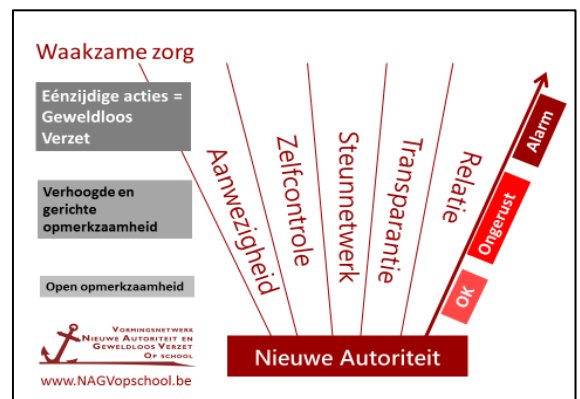 Waakzame zorg
Eénzijdige acties =
Geweldloos
Verzet
Verhoogde en
gerichte
opmerkzaamheid
Open opmerkzaamheid
Aanwezigheid
Zelfcontrole
Steunnetwerk
Transparantie
Relatie
Alarm
Ongerust
OK
Nieuwe Autoriteit
Vormingsnetwerk
Nieuwe Autoriteit en
Geweldloos Verzet
Op school
www.NAGVopschool.be